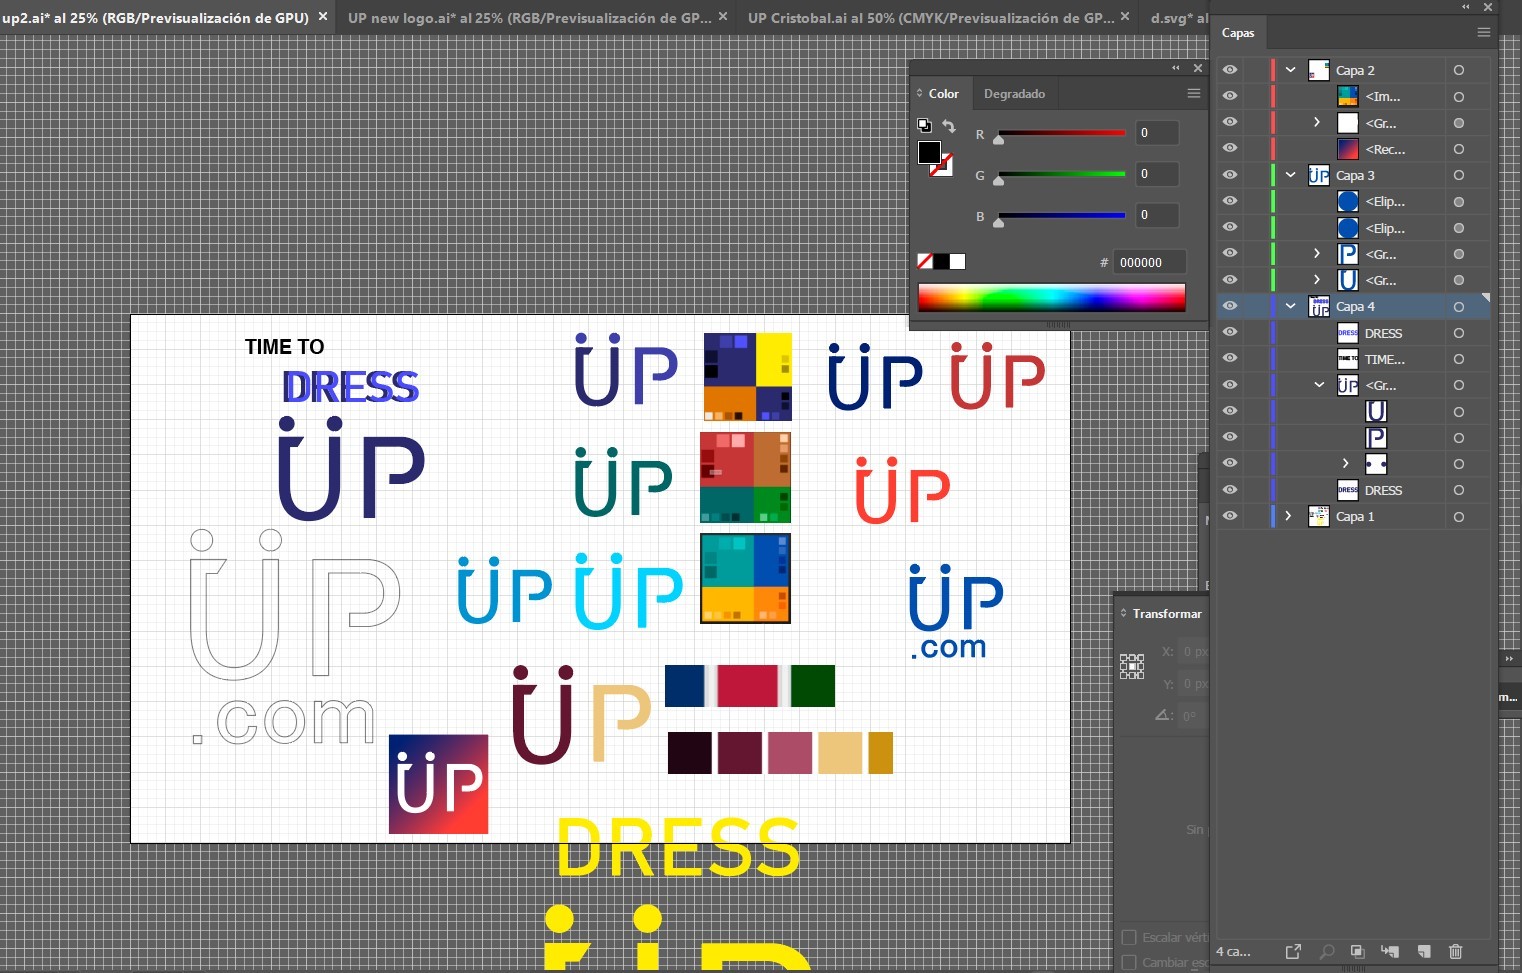 up2.ai* al 25% (RGB/Previsualización de GPU) ×
UP new logo.ai* al 25% (RGB/Previsualización de GP... ×
UP Cristobal.ai al 50% (CMYK/Previsualización de GP... ×
d.svg* al
Capas
Capa 2
<Im...
<Gr...
<Rec...
Capa 3
<Elip...
<Elip...
<Gr...
<Gr...
Capa 4
DRESS
TIME...
<Gr...
DRESS
Capa 1
4 ca...
Color
Degradado
R 0
G 0
B 0
# 000000
TIME TO
DRESS
ÜP
ÜP
ÜP
ÜP
ÜP
ÜP
ÜP
.com
ÜP
ÜP
ÜP
.com
ÜP
ÜP
DRESS
ÜP
Transformar
X: 0 px
Y: 0 px
0°
Sin
Escalar vérti
Cambiar esc
m...